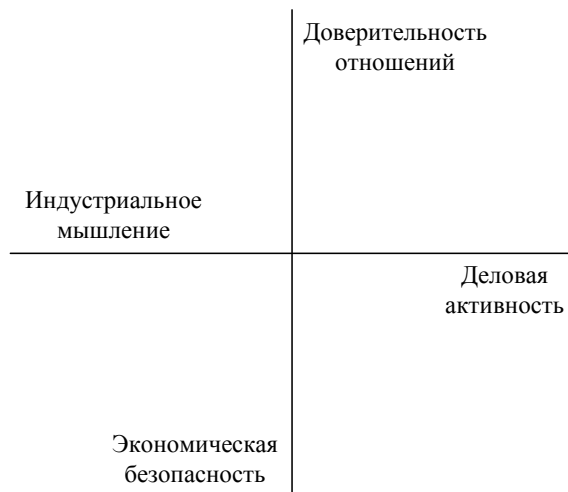 Доверительность
отношений
Индустриальное
мышление
Деловая
активность
Экономическая
безопасность